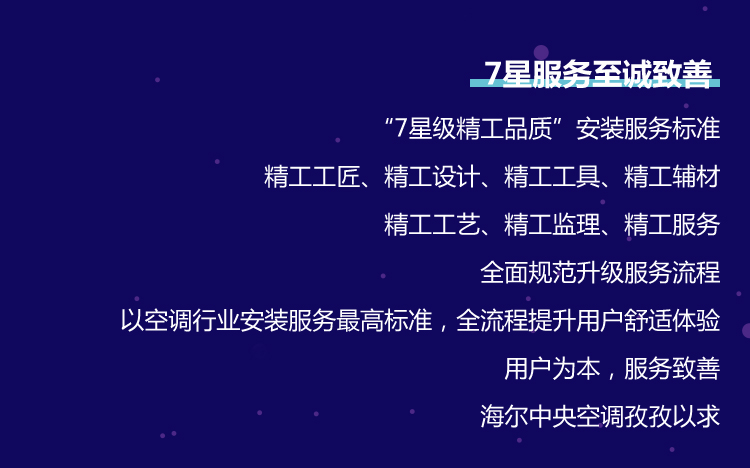 7星服务至诚致善
“7星级精工品质”安装服务标准
精工工匠、精工设计、精工工具、精工辅材
精工工艺、精工监理、精工服务
全面规范升级服务流程
以空调行业安装服务最高标准，全流程提升用户舒适体验
用户为本，服务致善
海尔中央空调孜孜以求